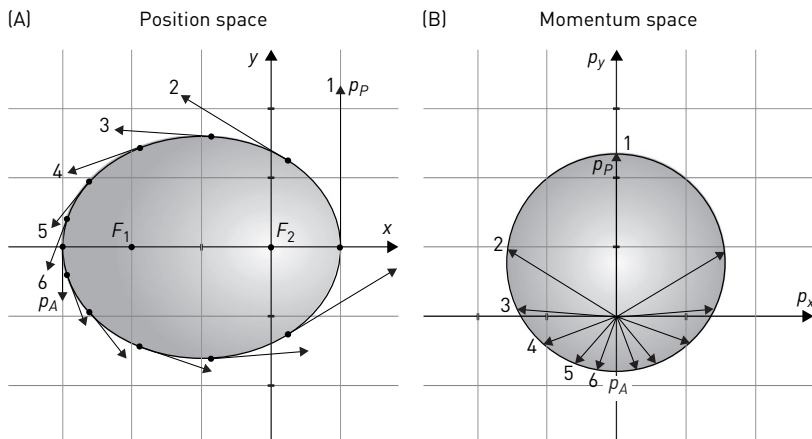 (A) Position space
y
2
1 p_P
3
4
F_1 F_2 x
5
6
p_A
(B) Momentum space
p_y
1
p_P
2
3
p_x
4
5
6
p_A